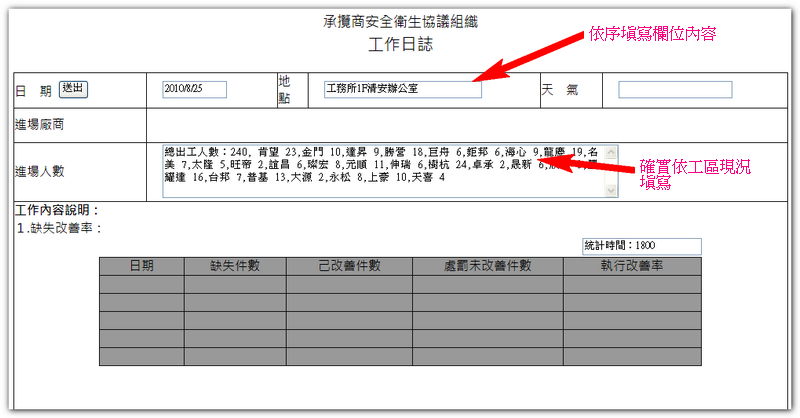 承攬商安全衛生協議組織
工作日誌
依序填寫欄位內容
日 期 送出 2010/8/25 地點 工務所1F清安辦公室 天 氣
進場廠商
進場人數
總出工人數：240, 肯望 23,金門 10,達昇 9,勝營 18,亘舟 6,鉅邦 6,海心 9,龍慶 19,名
美 7,太隆 5,旺帝 2,誼昌 6,璨宏 8,元順 11,伸瑞 6,樹杭 24,卓承 2,晟新 6,
耀達 16,台邦 7,普基 13,大源 2,永松 8,上豪 10,天喜 4
確實依工區現況
填寫
工作內容說明：
1.缺失改善率：
統計時間：1800
日期 缺失件數 已改善件數 處罰未改善件數 執行改善率